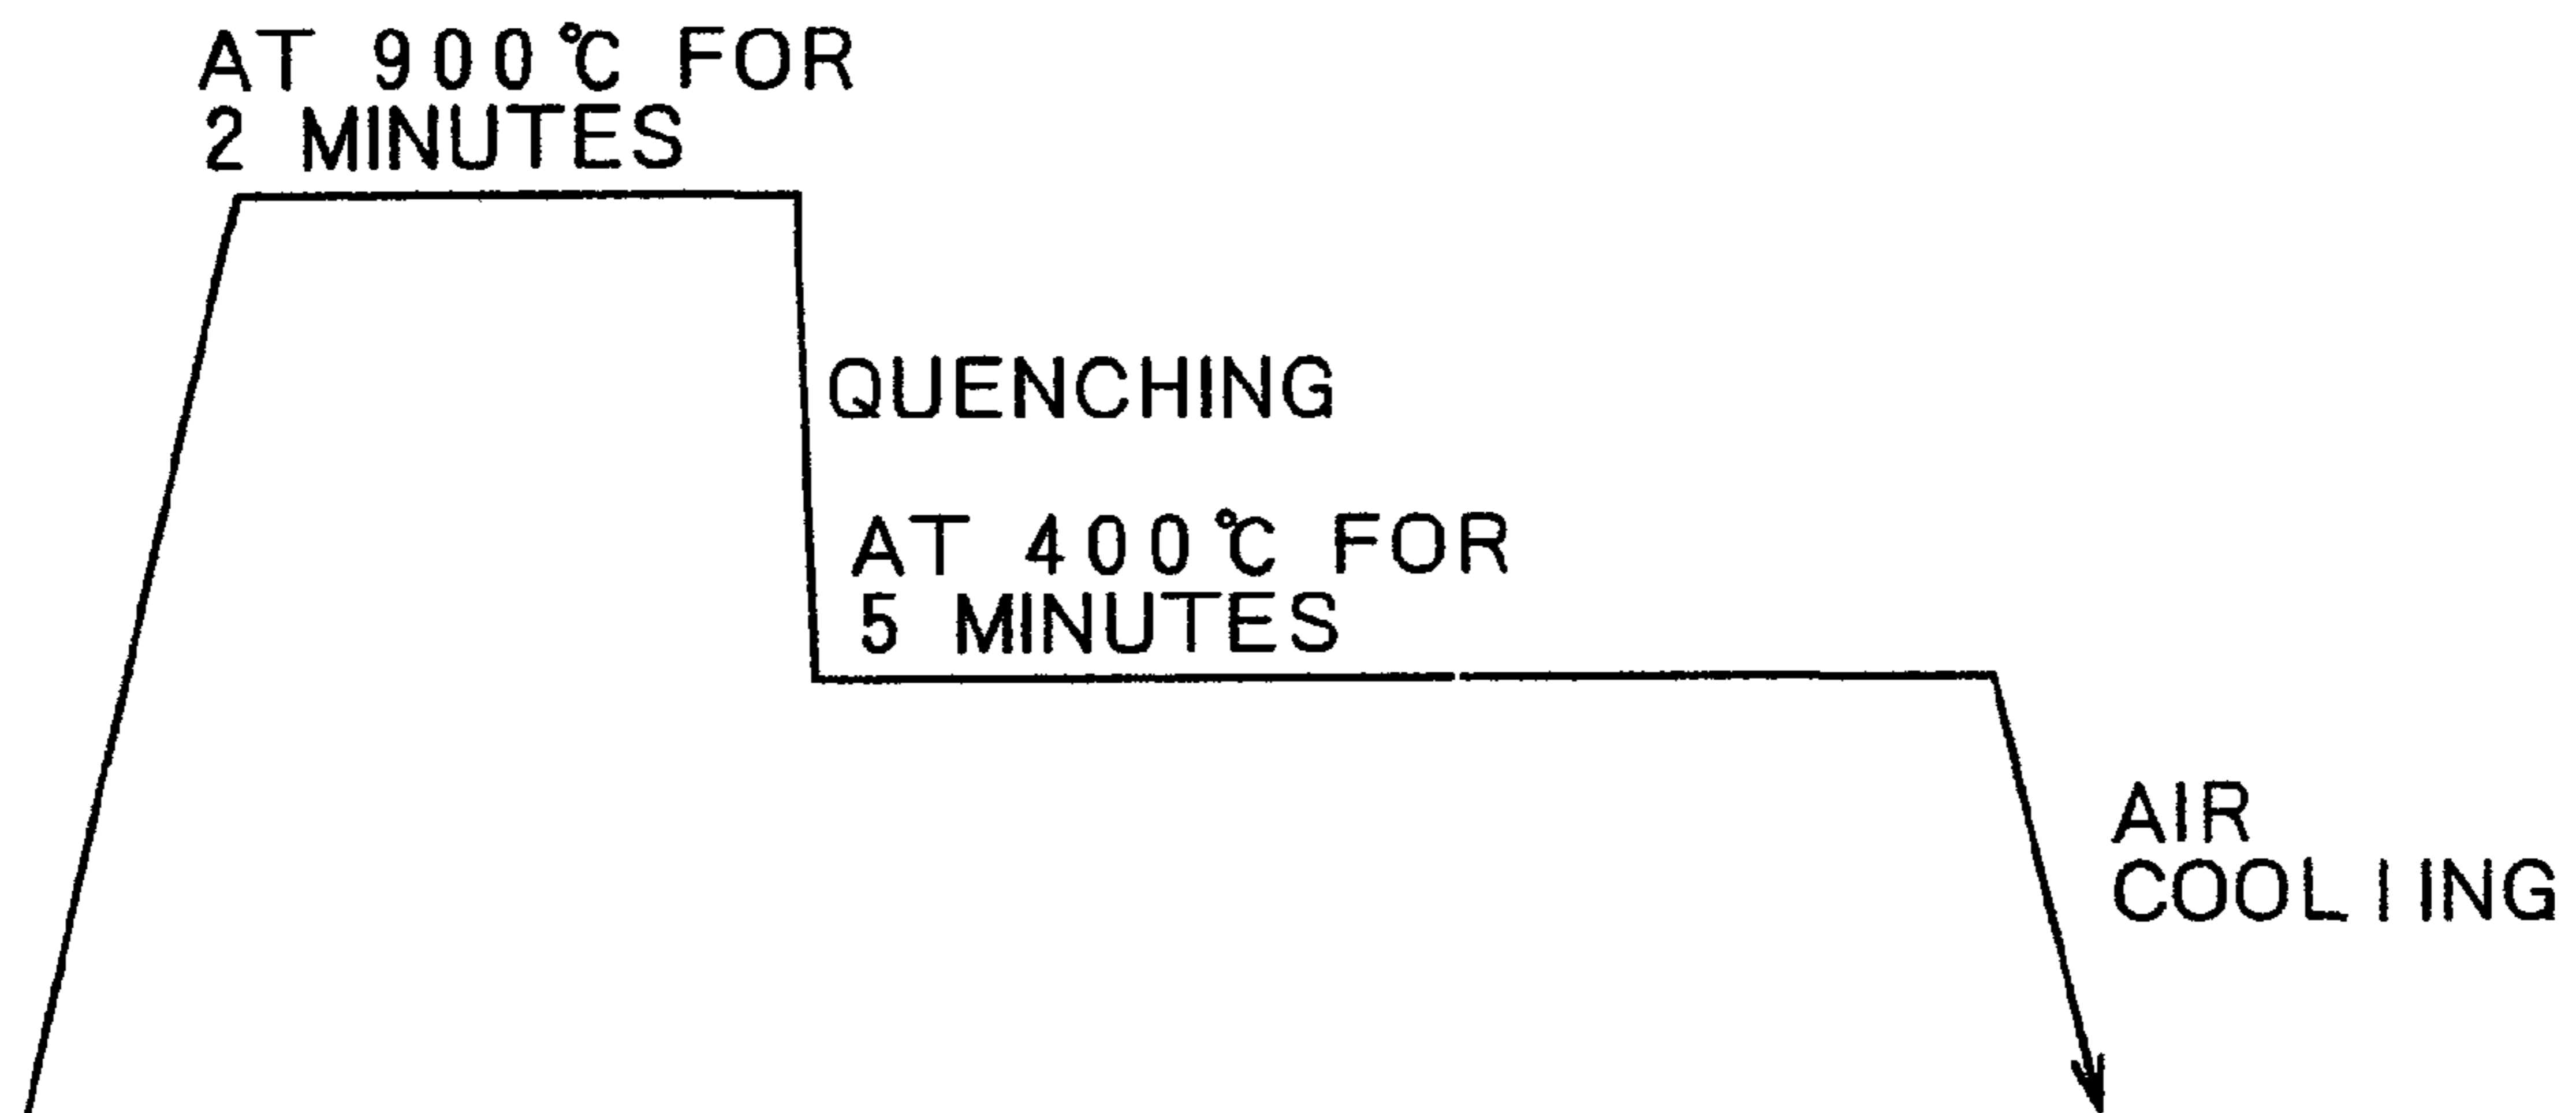 AT 900℃ FOR
2 MINUTES
QUENCHING
AT 400℃ FOR
5 MINUTES
AIR
COOLIING